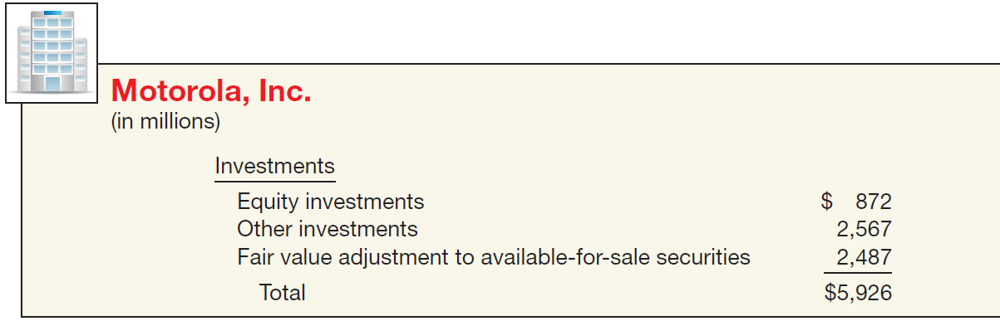 Motorola, Inc.
(in millions)
Investments
Equity investments $ 872
Other investments 2,567
Fair value adjustment to available-for-sale securities 2,487
Total $5,926